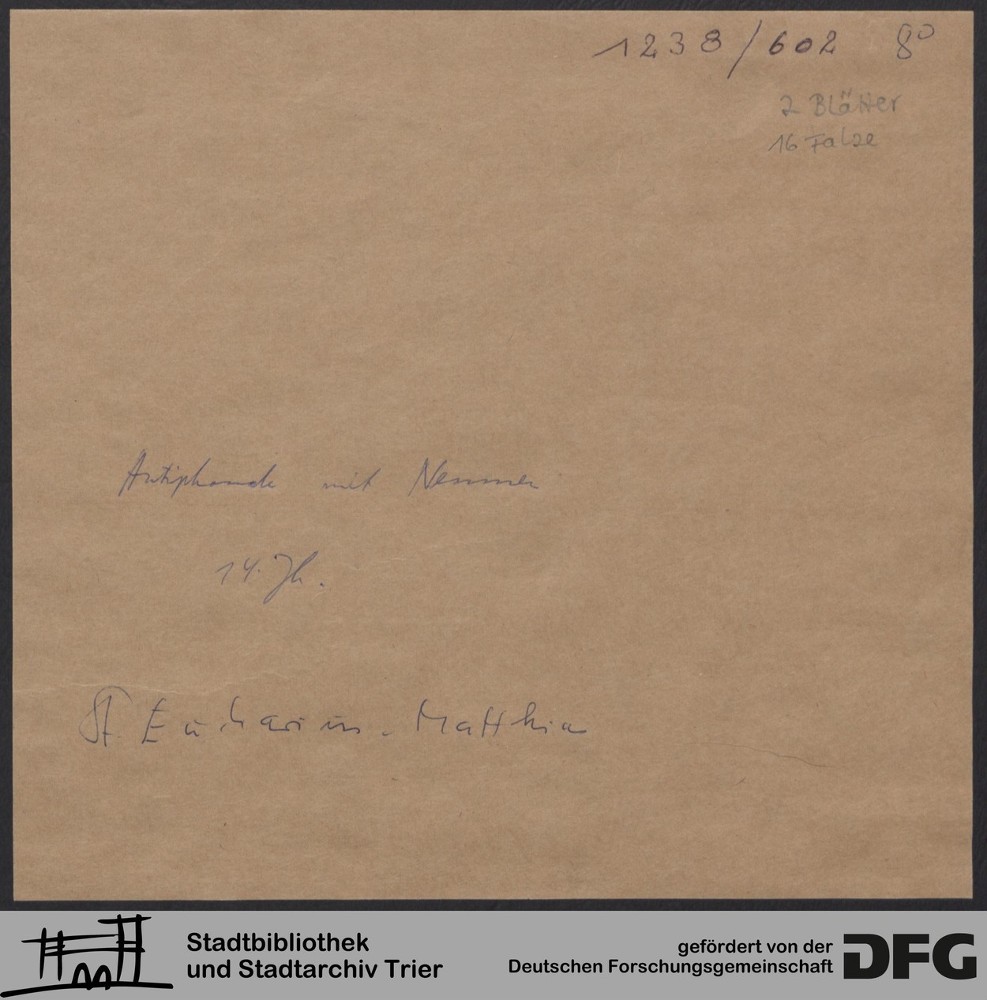 1238/602 8°
2 Blätter
16 Falze
Antiphonale mit Neumen
14. Jh.
St Eucharius-Matthias
Stadtbibliothek
und Stadtarchiv Trier
gefördert von der
Deutschen Forschungsgemeinschaft
DFG